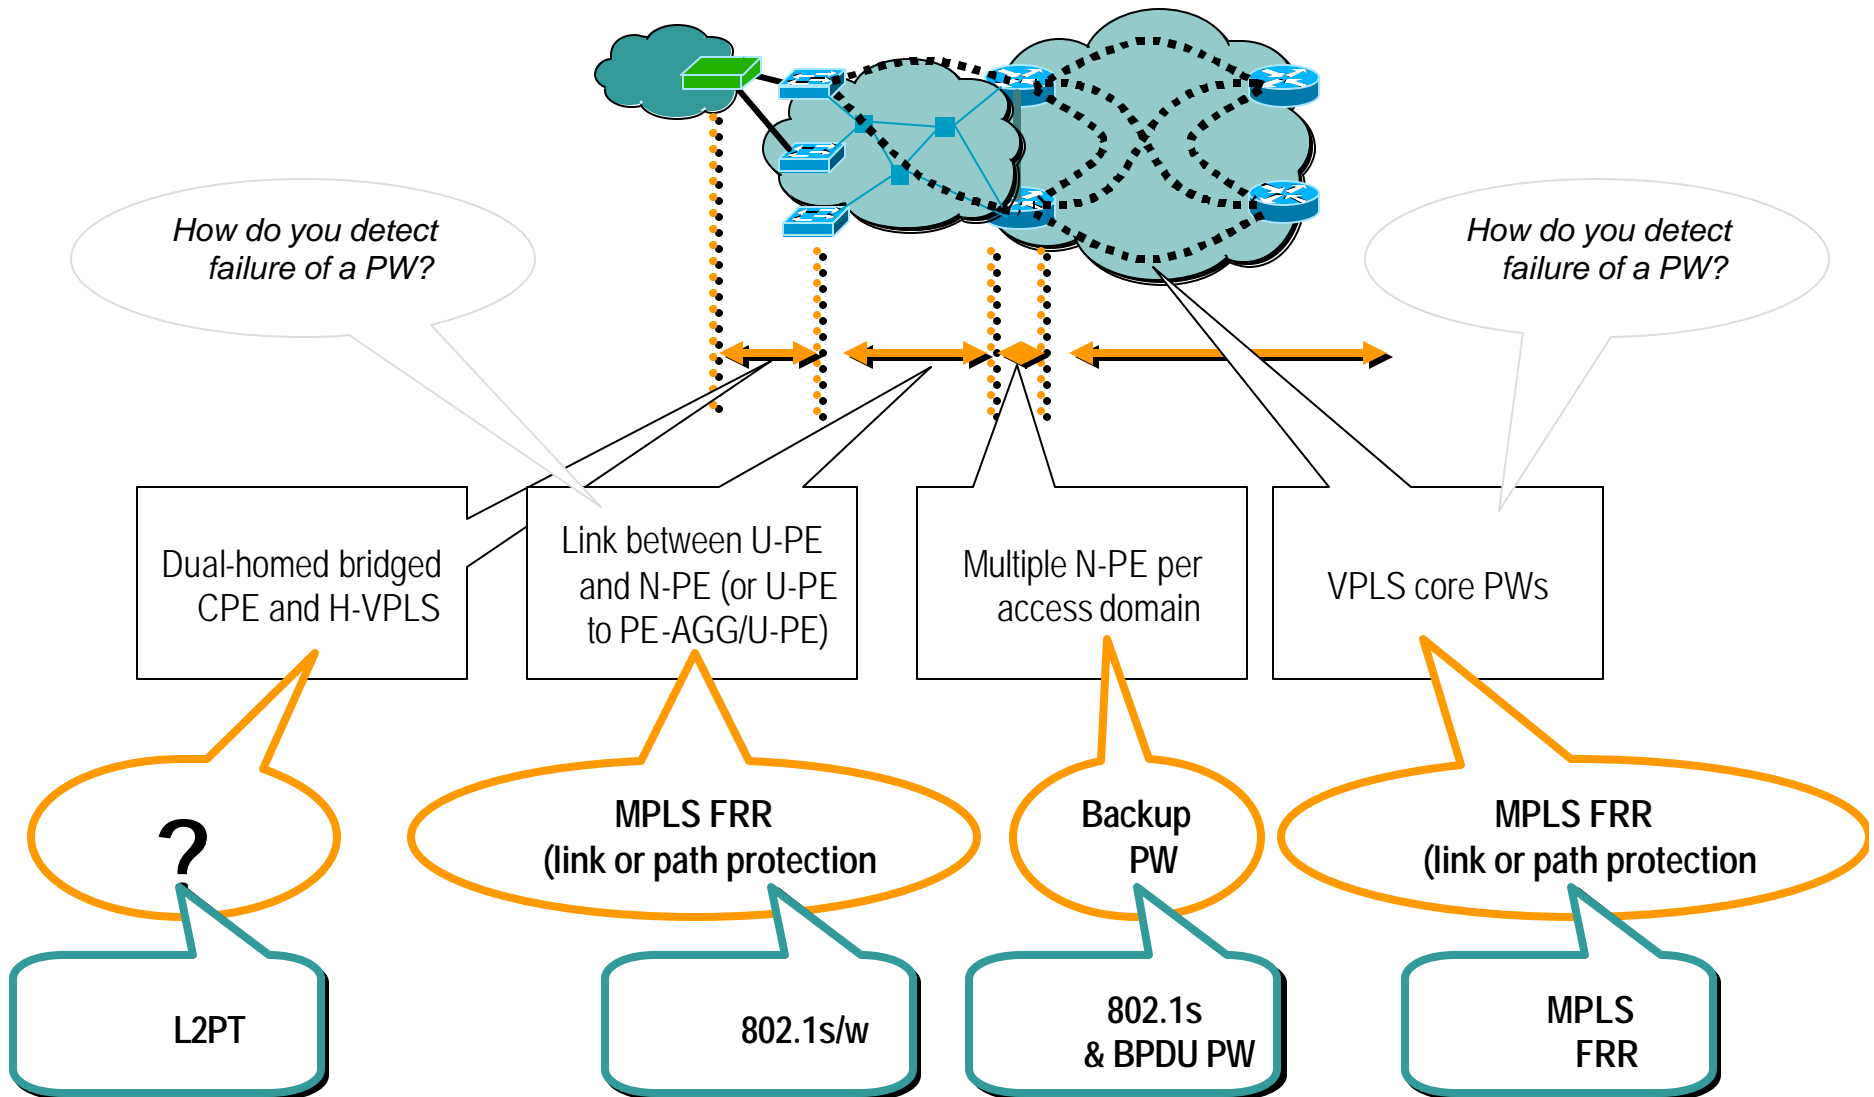 How do you detect
failure of a PW?
How do you detect
failure of a PW?
Dual-homed bridged
CPE and H-VPLS
Link between U-PE
and N-PE (or U-PE
to PE-AGG/U-PE)
Multiple N-PE per
access domain
VPLS core PWs
?
MPLS FRR
(link or path protection
Backup
PW
MPLS FRR
(link or path protection
L2PT
802.1s/w
802.1s
& BPDU PW
MPLS
FRR